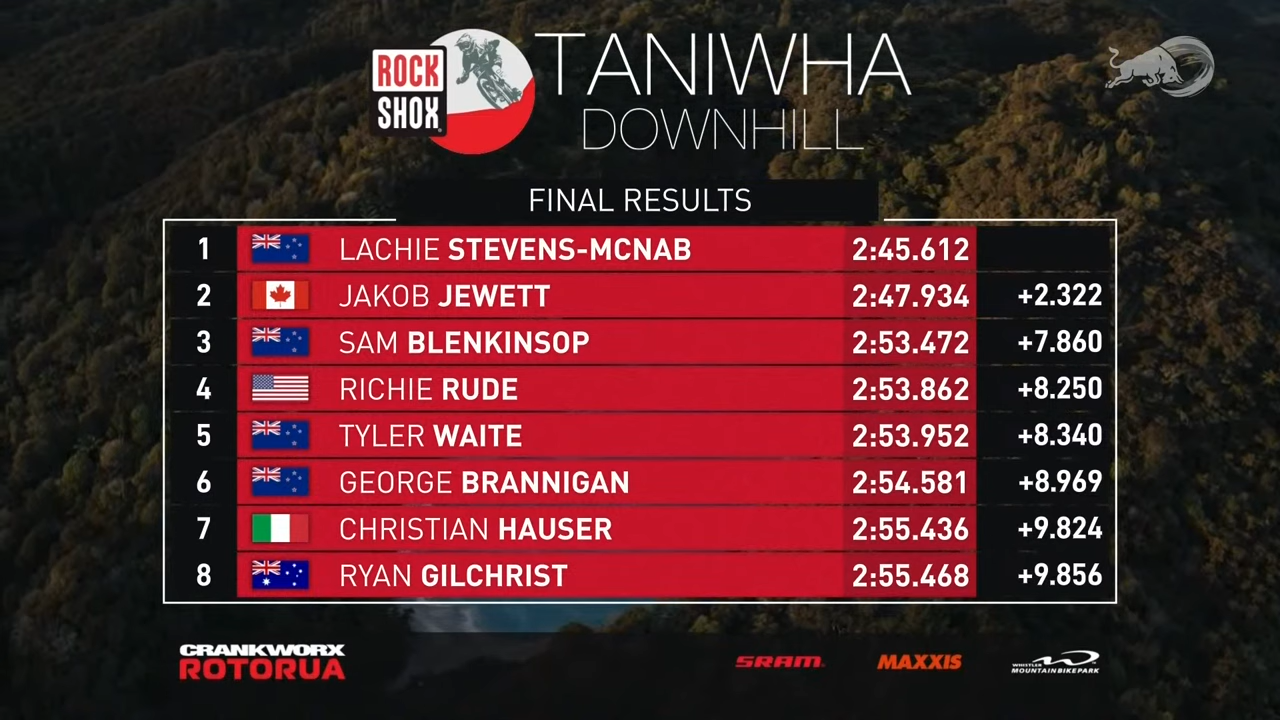 ROCK
SHOX
TANIWHA
DOWNHILL
FINAL RESULTS
1 LACHIE STEVENS-MCNAB 2:45.612
2 JAKOB JEWETT 2:47.934 +2.322
3 SAM BLENKINSOP 2:53.472 +7.860
4 RICHIE RUDE 2:53.862 +8.250
5 TYLER WAITE 2:53.952 +8.340
6 GEORGE BRANNIGAN 2:54.581 +8.969
7 CHRISTIAN HAUSER 2:55.436 +9.824
8 RYAN GILCHRIST 2:55.468 +9.856
CRANKWORX
ROTORUA
SRAM
MAXXIS
WHISTLER
MOUNTAINBIKEPARK